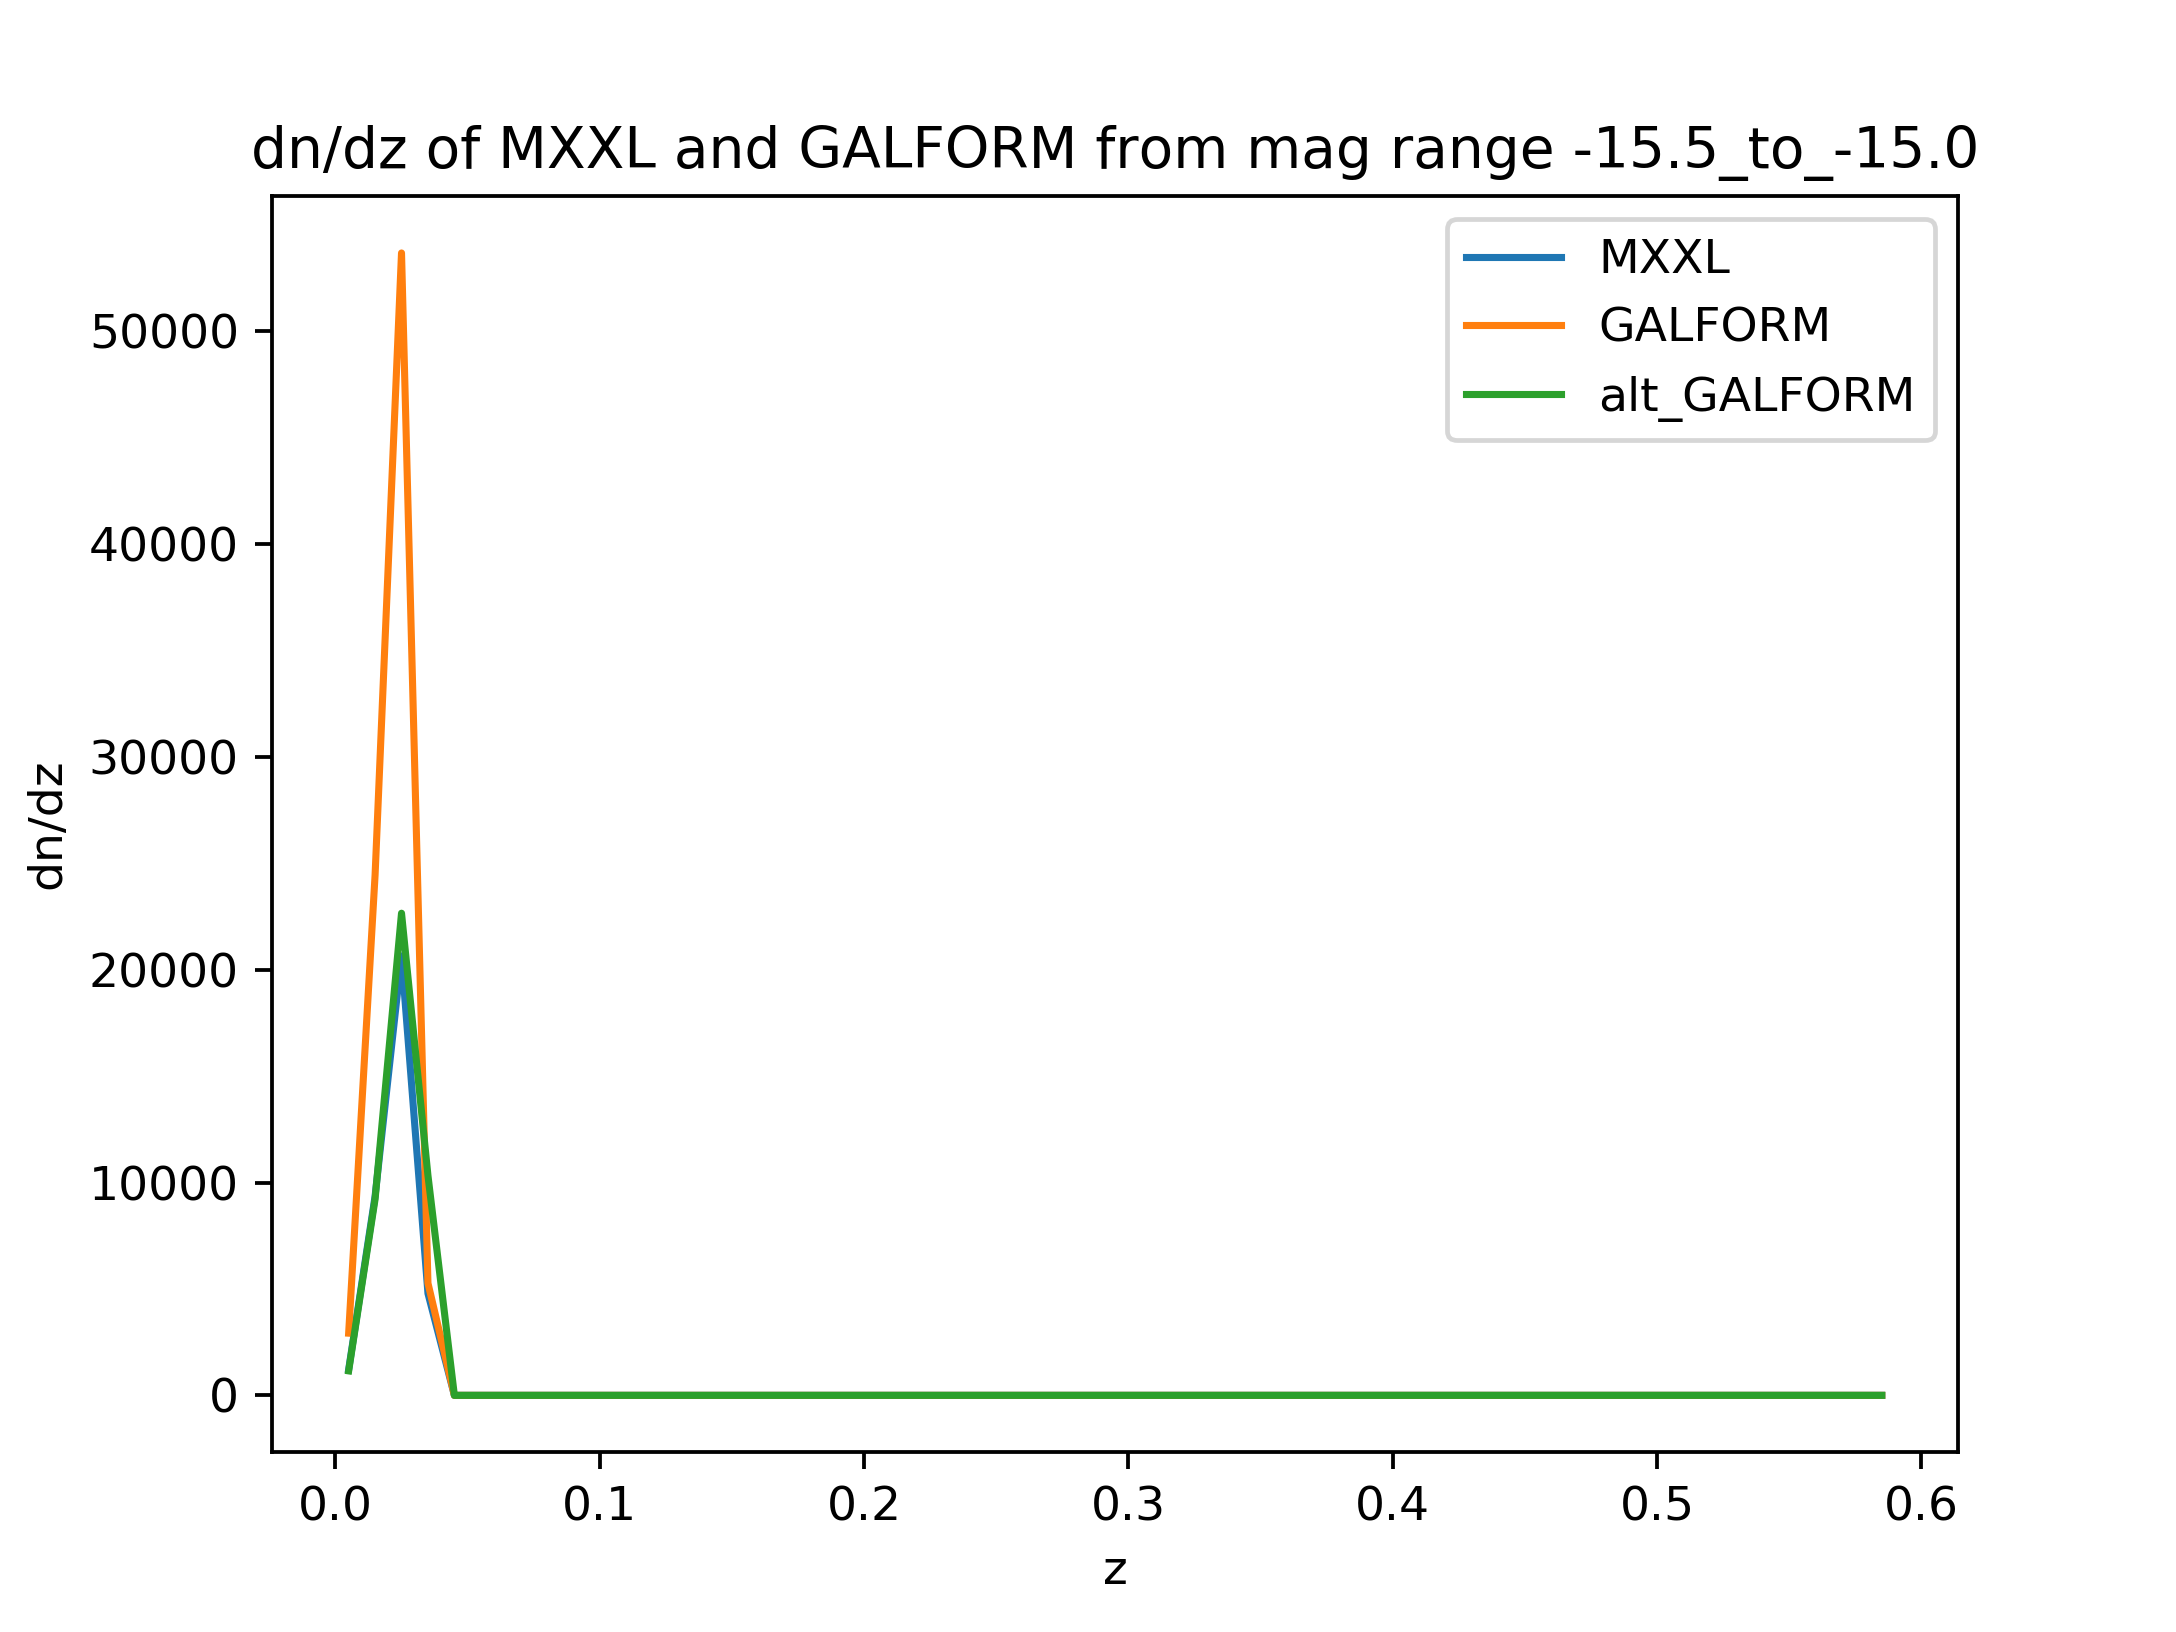 dn/dz of MXXL and GALFORM from mag range -15.5_to_-15.0
MXXL
GALFORM
alt_GALFORM
50000
40000
30000
20000
10000
0
dn/dz
0.0 0.1 0.2 0.3 0.4 0.5 0.6
z